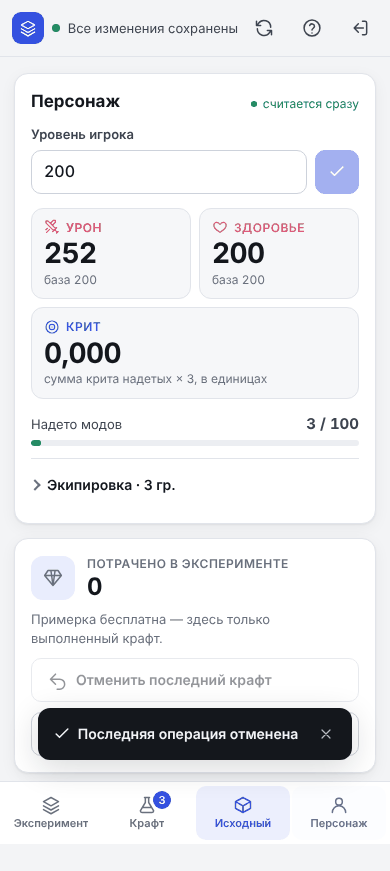 Все изменения сохранены
Персонаж
считается сразу
Уровень игрока
200
УРОН
252
база 200
ЗДОРОВЬЕ
200
база 200
КРИТ
0,000
сумма крита надетых × 3, в единицах
Надето модов
3 / 100
Экипировка · 3 гр.
ПОТРАЧЕНО В ЭКСПЕРИМЕНТЕ
0
Примерка бесплатна — здесь только
выполненный крафт.
Отменить последний крафт
Последняя операция отменена
Эксперимент
Крафт
3
Исходный
Персонаж